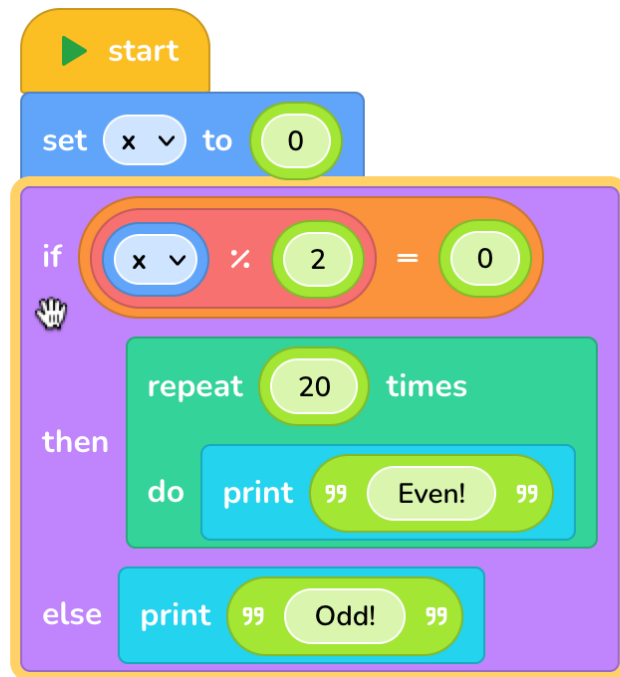 start
set x to 0
if x % 2 = 0
repeat 20 times
then
do print ” Even! ”
else print ” Odd! ”